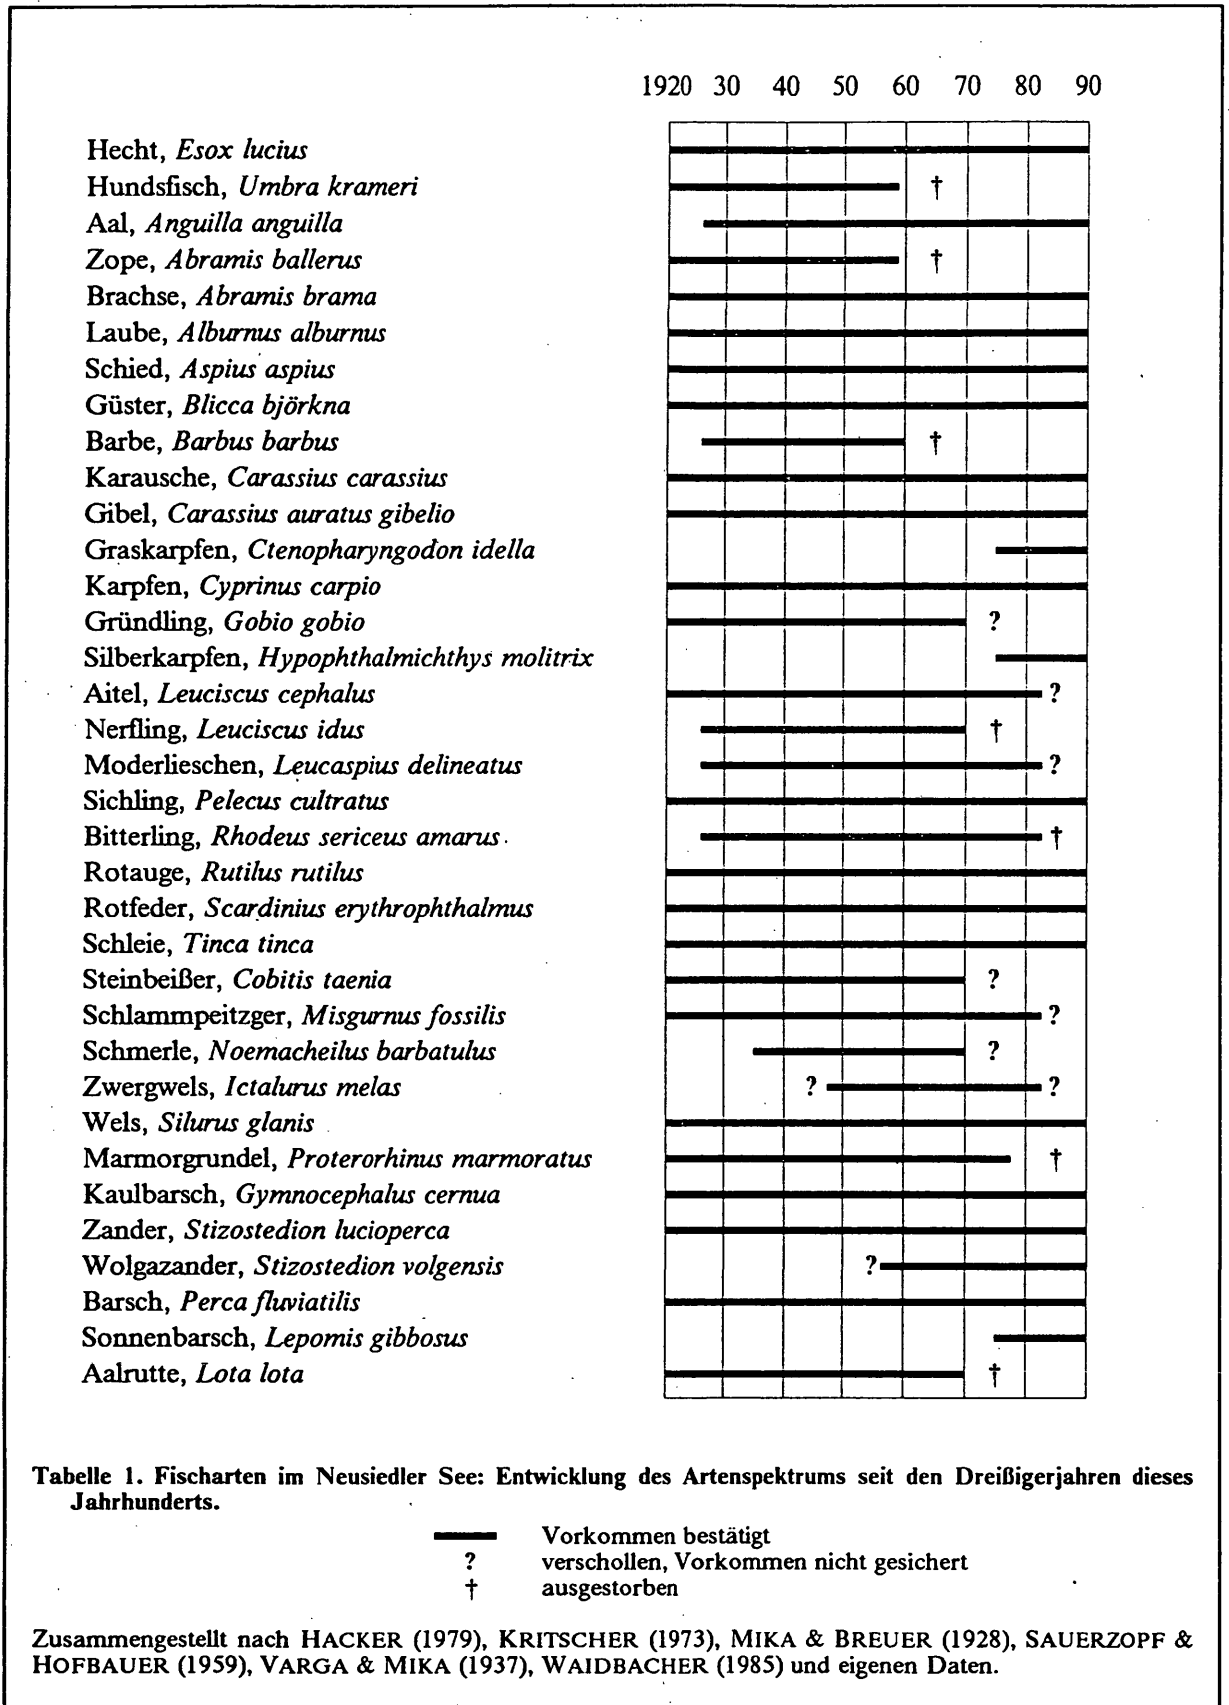 1920 30 40 50 60 70 80 90
Hecht, Esox lucius
Hundsfisch, Umbra krameri †
Aal, Anguilla anguilla
Zope, Abramis ballerus †
Brachse, Abramis brama
Laube, Alburnus alburnus
Schied, Aspius aspius
Güster, Blicca björkna
Barbe, Barbus barbus †
Karausche, Carassius carassius
Gibel, Carassius auratus gibelio
Graskarpfen, Ctenopharyngodon idella
Karpfen, Cyprinus carpio
Gründling, Gobio gobio ?
Silberkarpfen, Hypophthalmichthys molitrix
Aitel, Leuciscus cephalus ?
Nerfling, Leuciscus idus †
Moderlieschen, Leucaspius delineatus ?
Sichling, Pelecus cultratus
Bitterling, Rhodeus sericeus amarus †
Rotauge, Rutilus rutilus
Rotfeder, Scardinius erythrophthalmus
Schleie, Tinca tinca
Steinbeißer, Cobitis taenia ?
Schlammpeitzger, Misgurnus fossilis ?
Schmerle, Noemacheilus barbatulus ?
Zwergwels, Ictalurus melas ? ?
Wels, Silurus glanis
Marmorgrundel, Proterorhinus marmoratus †
Kaulbarsch, Gymnocephalus cernua
Zander, Stizostedion lucioperca
Wolgazander, Stizostedion volgensis ?
Barsch, Perca fluviatilis
Sonnenbarsch, Lepomis gibbosus
Aalrutte, Lota lota †
Tabelle 1. Fischarten im Neusiedler See: Entwicklung des Artenspektrums seit den Dreißigerjahren dieses
Jahrhunderts.
Vorkommen bestätigt
? verschollen, Vorkommen nicht gesichert
† ausgestorben
Zusammengestellt nach HACKER (1979), KRITSCHER (1973), MIKA & BREUER (1928), SAUERZOPF &
HOFBAUER (1959), VARGA & MIKA (1937), WAIDBACHER (1985) und eigenen Daten.